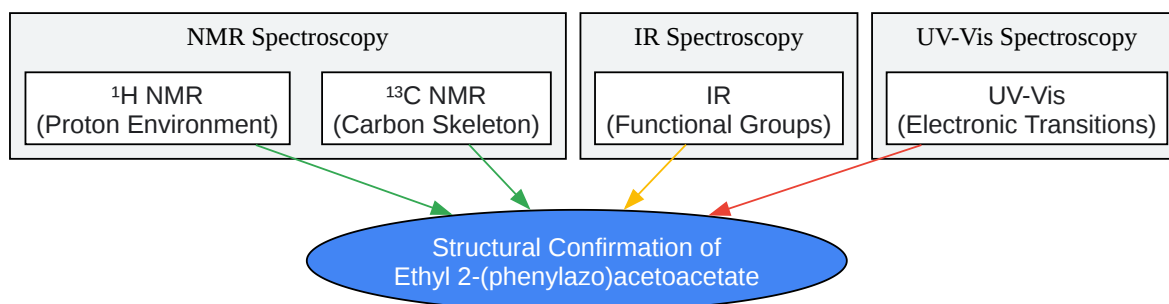 NMR Spectroscopy
¹H NMR
(Proton Environment)
¹³C NMR
(Carbon Skeleton)
IR Spectroscopy
IR
(Functional Groups)
UV-Vis Spectroscopy
UV-Vis
(Electronic Transitions)
Structural Confirmation of
Ethyl 2-(phenylazo)acetoacetate